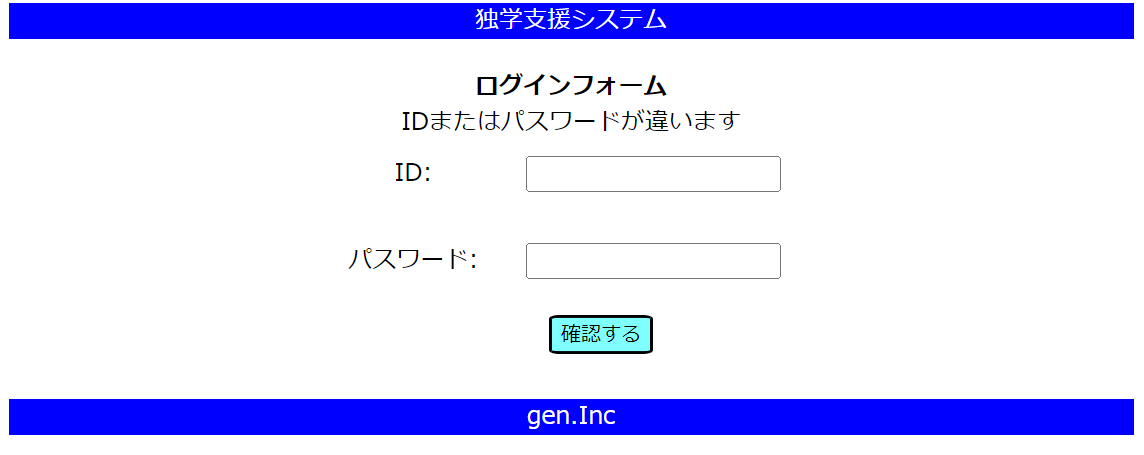 独学支援システム
ログインフォーム
IDまたはパスワードが違います
ID:
パスワード:
確認する
gen.Inc